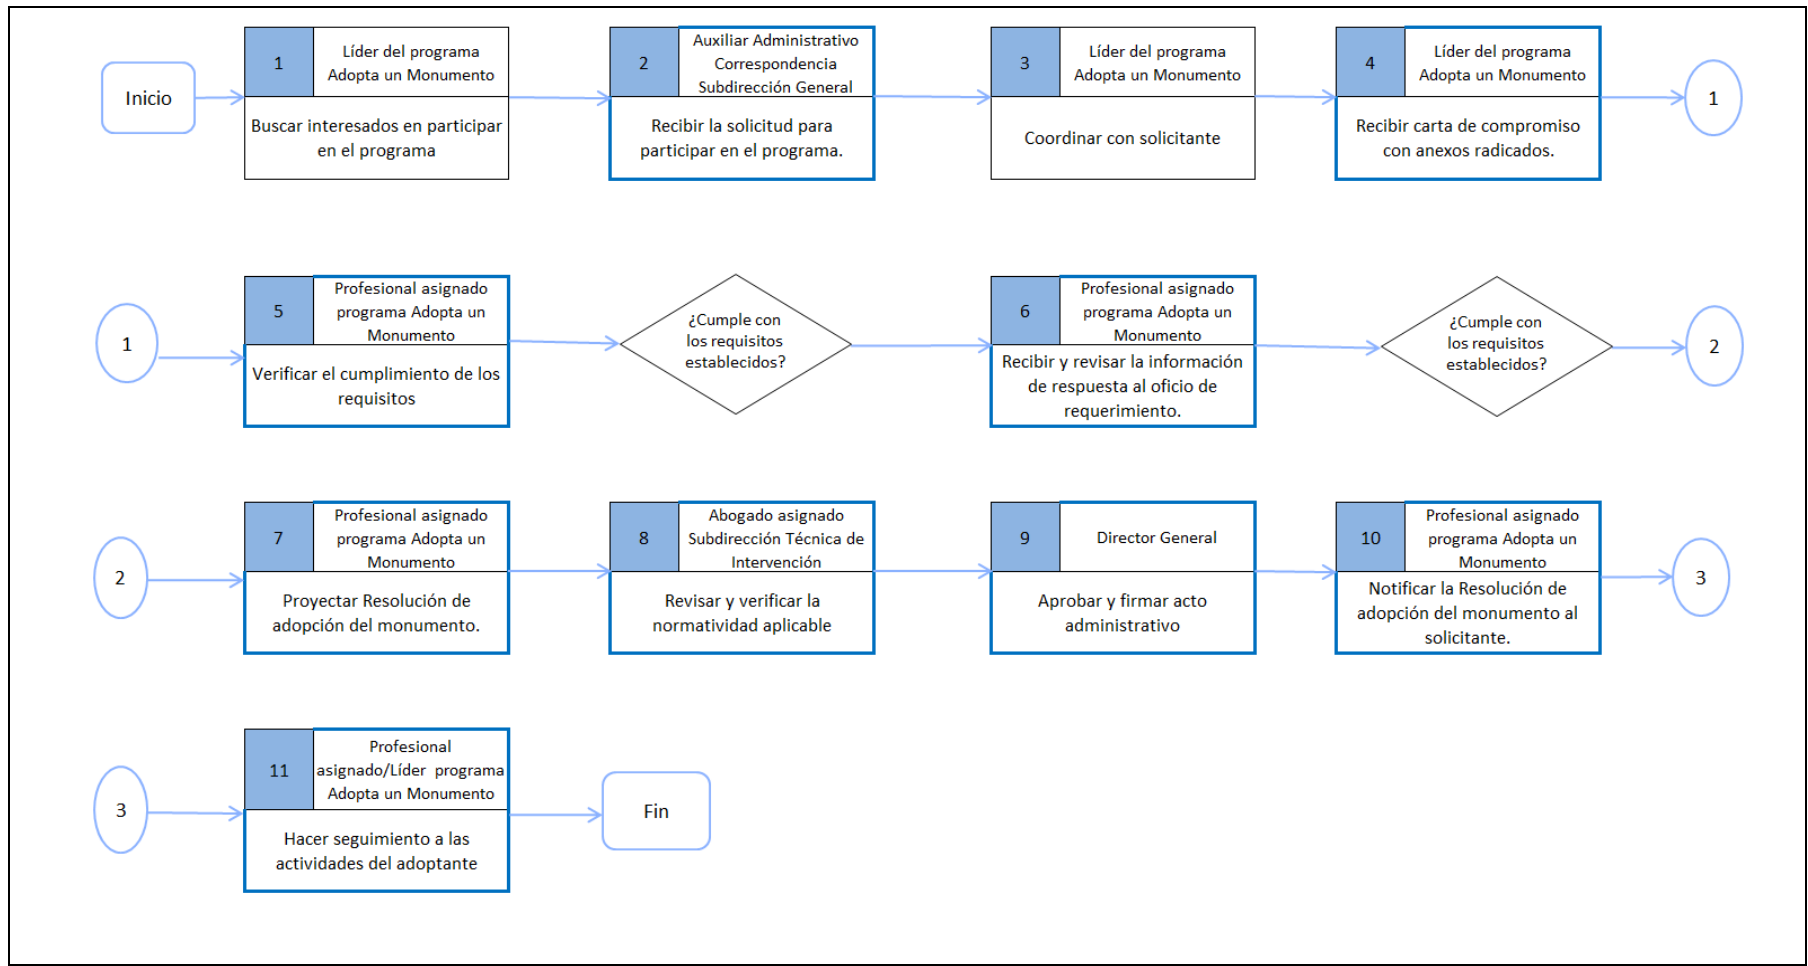 Inicio
1
Líder del programa
Adopta un Monumento
Buscar interesados en participar
en el programa
2
Auxiliar Administrativo
Correspondencia
Subdirección General
Recibir la solicitud para
participar en el programa.
3
Líder del programa
Adopta un Monumento
Coordinar con solicitante
4
Líder del programa
Adopta un Monumento
Recibir carta de compromiso
con anexos radicados.
1
1
5
Profesional asignado
programa Adopta un
Monumento
Verificar el cumplimiento de los
requisitos
¿Cumple con
los requisitos
establecidos?
6
Profesional asignado
programa Adopta un
Monumento
Recibir y revisar la información
de respuesta al oficio de
requerimiento.
¿Cumple con
los requisitos
establecidos?
2
2
7
Profesional asignado
programa Adopta un
Monumento
Proyectar Resolución de
adopción del monumento.
8
Abogado asignado
Subdirección Técnica de
Intervención
Revisar y verificar la
normatividad aplicable
9
Director General
Aprobar y firmar acto
administrativo
10
Profesional asignado
programa Adopta un
Monumento
Notificar la Resolución de
adopción del monumento al
solicitante.
3
3
11
Profesional
asignado/Líder programa
Adopta un Monumento
Hacer seguimiento a las
actividades del adoptante
Fin